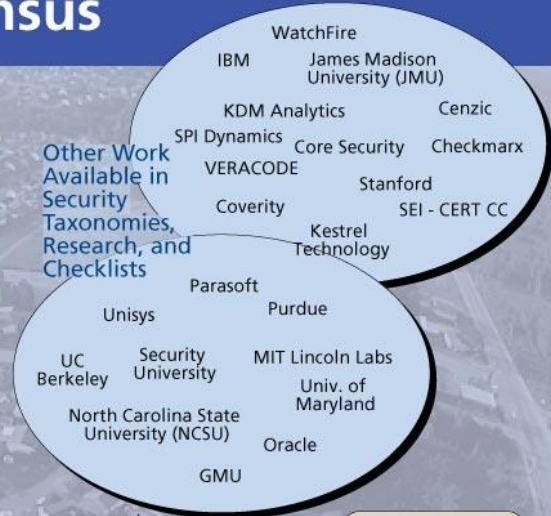 nsus
WatchFire
IBM
James Madison
University (JMU)
KDM Analytics
Cenzic
SPI Dynamics
Core Security
Checkmarx
VERACODE
Stanford
Coverity
SEI - CERT CC
Kestrel
Technology
Other Work
Available in
Security
Taxonomies,
Research, and
Checklists
Parasoft
Unisys
Purdue
UC
Berkeley
Security
University
MIT Lincoln Labs
Univ. of
Maryland
North Carolina State
University (NCSU)
Oracle
GMU